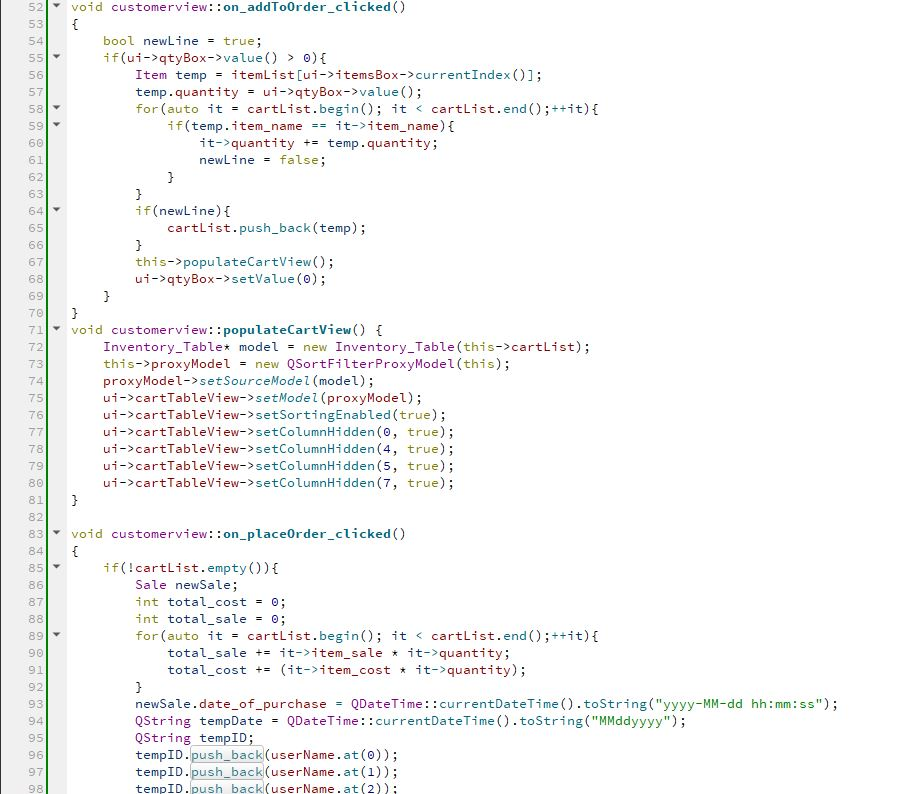 52 void customerview::on_addToOrder_clicked()
53 {
54     bool newLine = true;
55     if(ui->qtyBox->value() > 0){
56         Item temp = itemList[ui->itemsBox->currentIndex()];
57         temp.quantity = ui->qtyBox->value();
58         for(auto it = cartList.begin(); it < cartList.end();++it){
59             if(temp.item_name == it->item_name){
60                 it->quantity += temp.quantity;
61                 newLine = false;
62             }
63         }
64         if(newLine){
65             cartList.push_back(temp);
66         }
67         this->populateCartView();
68         ui->qtyBox->setValue(0);
69     }
70 }
71 void customerview::populateCartView() {
72     Inventory_Table* model = new Inventory_Table(this->cartList);
73     this->proxyModel = new QSortFilterProxyModel(this);
74     proxyModel->setSourceModel(model);
75     ui->cartTableView->setModel(proxyModel);
76     ui->cartTableView->setSortingEnabled(true);
77     ui->cartTableView->setColumnHidden(0, true);
78     ui->cartTableView->setColumnHidden(4, true);
79     ui->cartTableView->setColumnHidden(5, true);
80     ui->cartTableView->setColumnHidden(7, true);
81 }
82
83 void customerview::on_placeOrder_clicked()
84 {
85     if(!cartList.empty()){
86         Sale newSale;
87         int total_cost = 0;
88         int total_sale = 0;
89         for(auto it = cartList.begin(); it < cartList.end();++it){
90             total_sale += it->item_sale * it->quantity;
91             total_cost += (it->item_cost * it->quantity);
92         }
93         newSale.date_of_purchase = QDateTime::currentDateTime().toString("yyyy-MM-dd hh:mm:ss");
94         QString tempDate = QDateTime::currentDateTime().toString("MMddyyyy");
95         QString tempID;
96         tempID.push_back(userName.at(0));
97         tempID.push_back(userName.at(1));
98         tempID.push_back(userName.at(2));